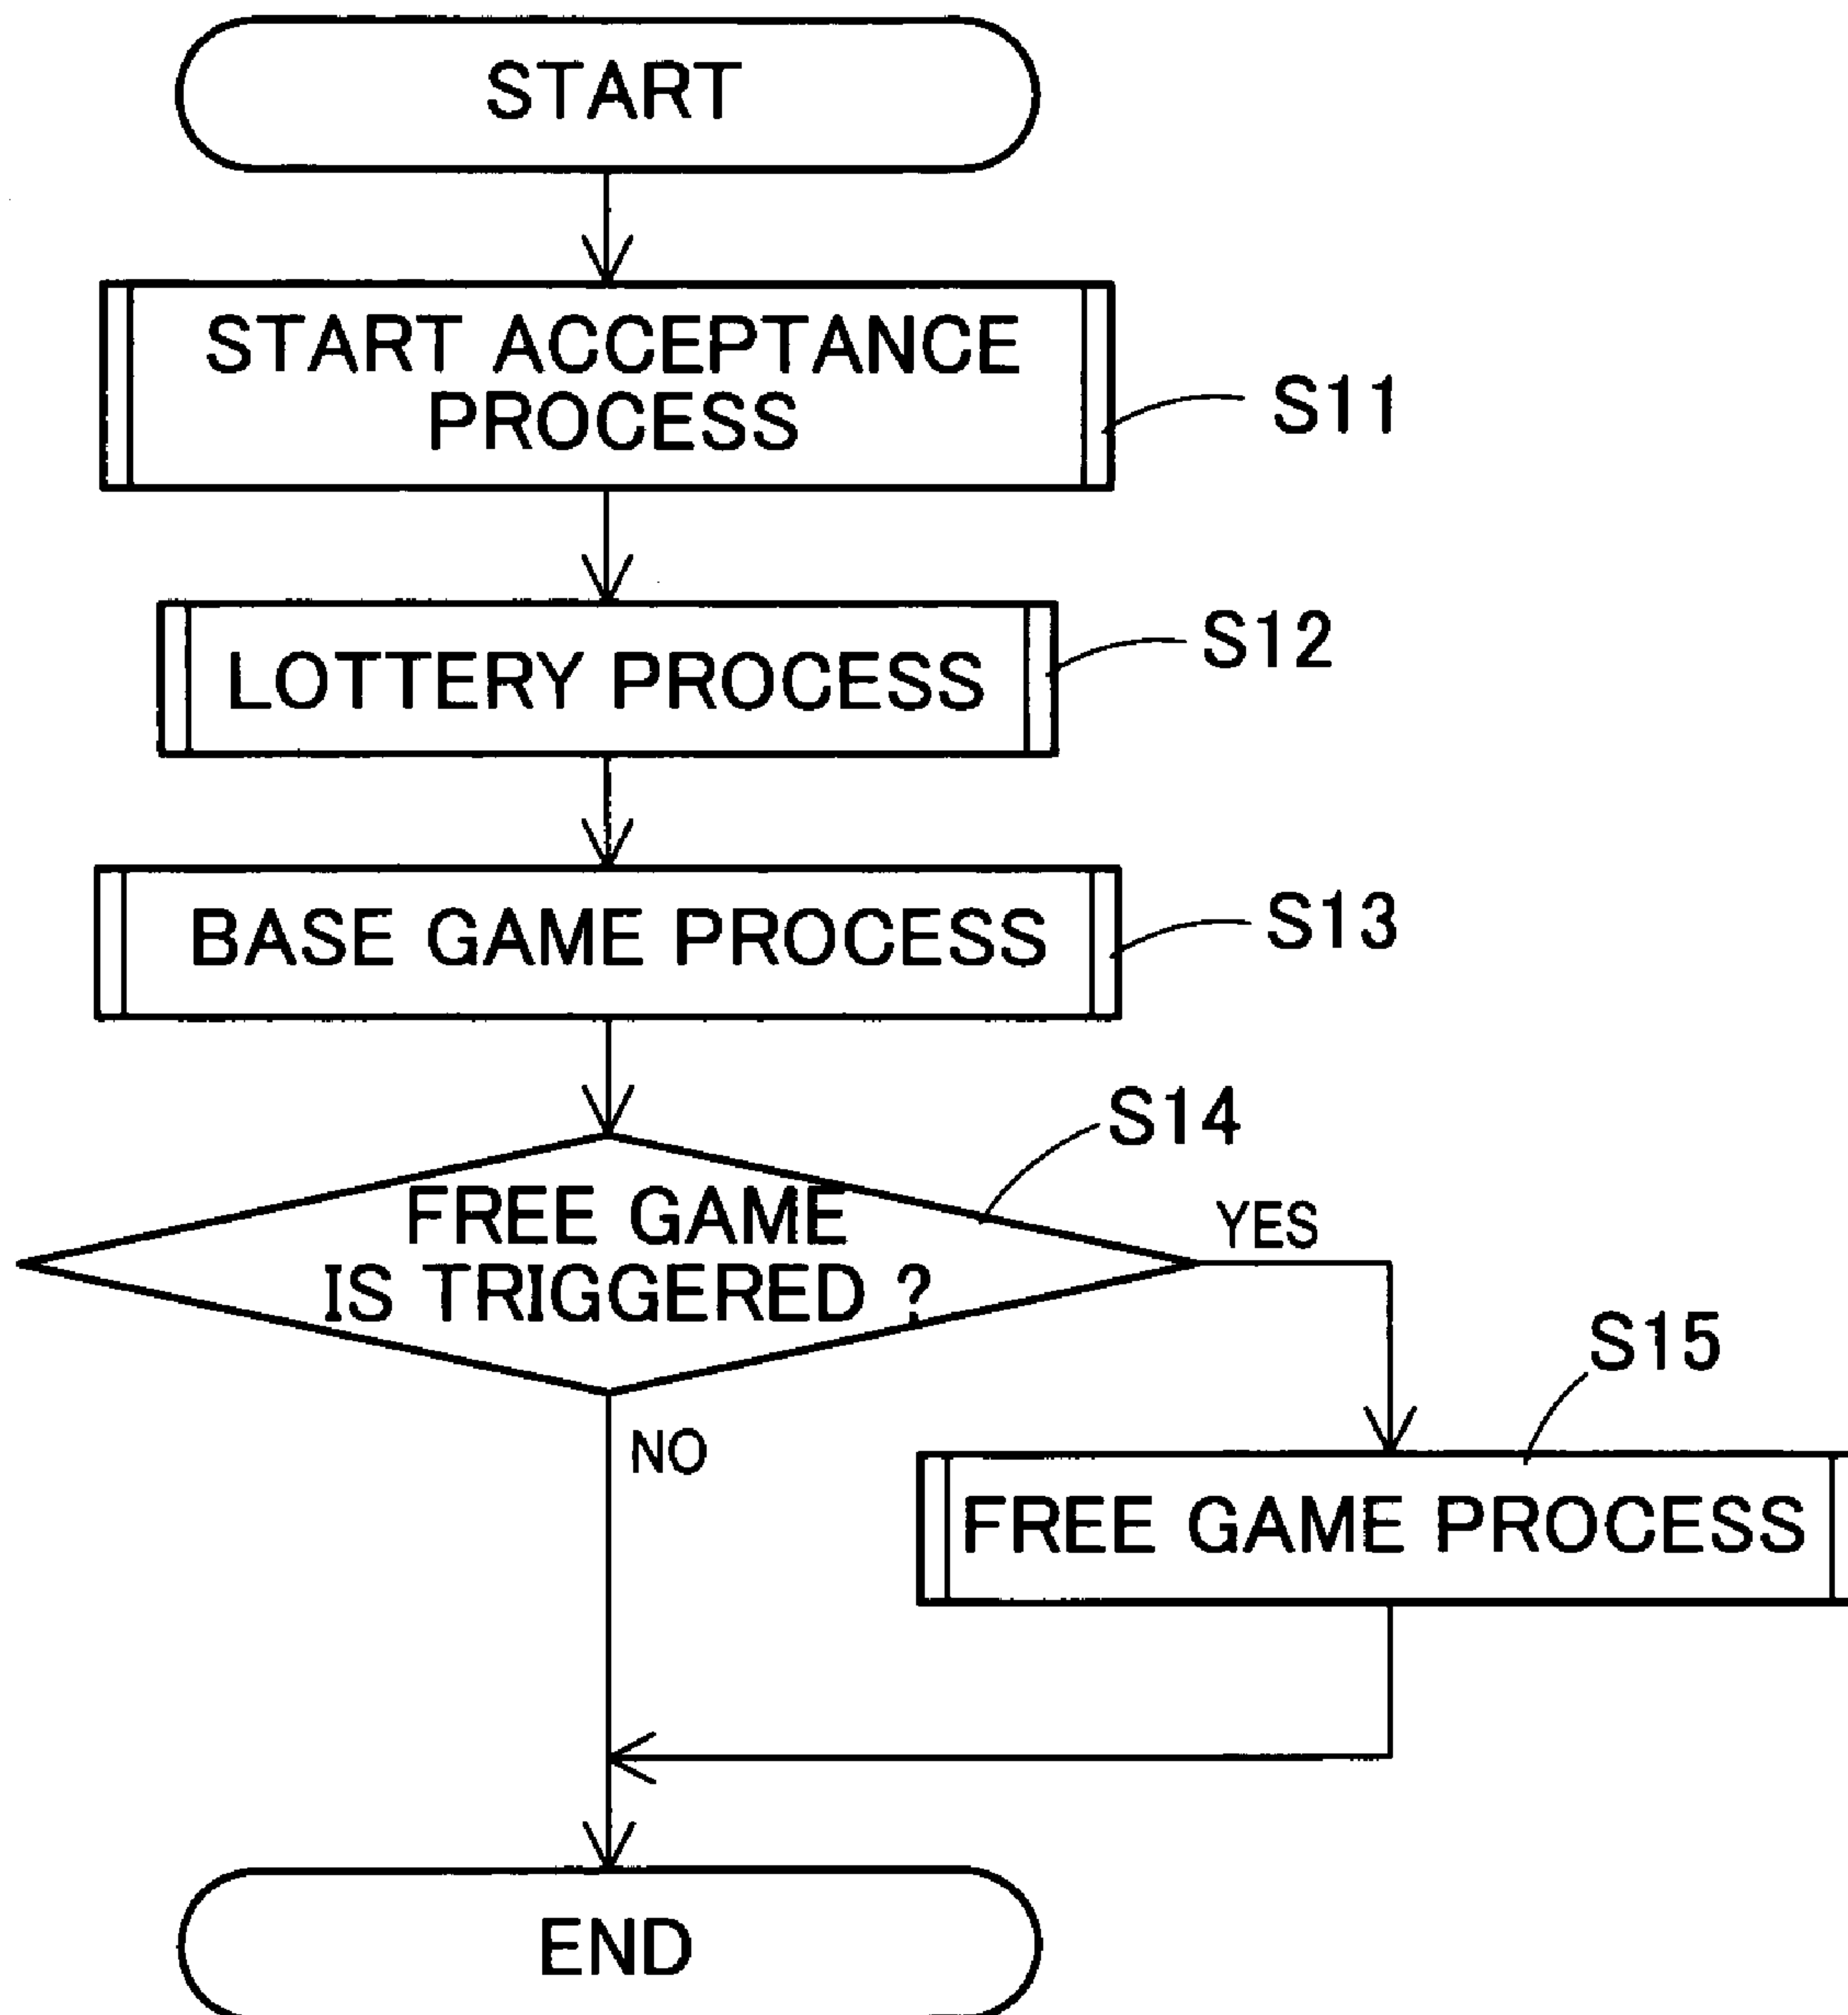 START
START ACCEPTANCE
PROCESS
S11
LOTTERY PROCESS
S12
BASE GAME PROCESS
S13
S14
FREE GAME
IS TRIGGERED ?
YES
NO
S15
FREE GAME PROCESS
END